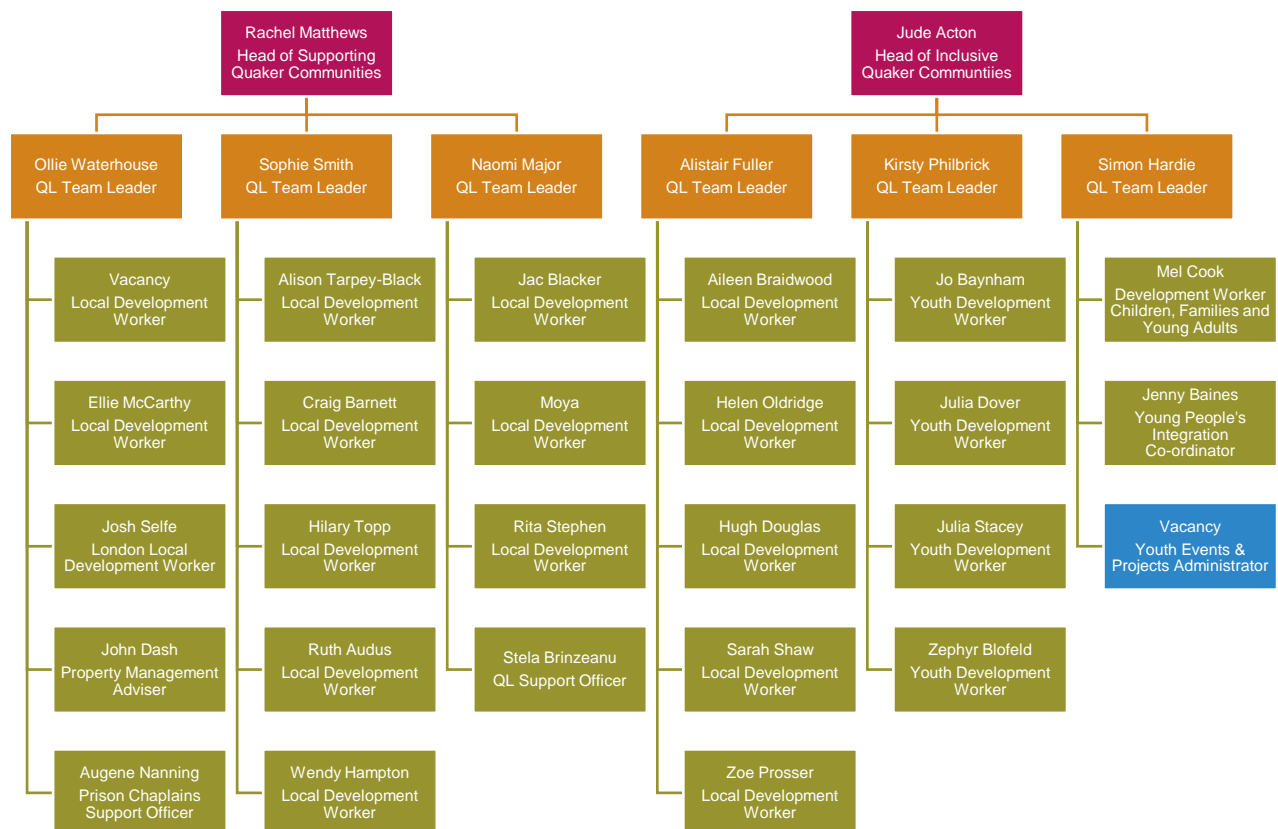 Rachel Matthews
Head of Supporting
Quaker Communities
Jude Acton
Head of Inclusive
Quaker Communtiies
Ollie Waterhouse
QL Team Leader
Sophie Smith
QL Team Leader
Naomi Major
QL Team Leader
Alistair Fuller
QL Team Leader
Kirsty Philbrick
QL Team Leader
Simon Hardie
QL Team Leader
Vacancy
Local Development
Worker
Alison Tarpey-Black
Local Development
Worker
Jac Blacker
Local Development
Worker
Aileen Braidwood
Local Development
Worker
Jo Baynham
Youth Development
Worker
Mel Cook
Development Worker
Children, Families and
Young Adults
Ellie McCarthy
Local Development
Worker
Craig Barnett
Local Development
Worker
Moya
Local Development
Worker
Helen Oldridge
Local Development
Worker
Julia Dover
Youth Development
Worker
Jenny Baines
Young People's
Integration
Co-ordinator
Josh Selfe
London Local
Development Worker
Hilary Topp
Local Development
Worker
Rita Stephen
Local Development
Worker
Hugh Douglas
Local Development
Worker
Julia Stacey
Youth Development
Worker
Vacancy
Youth Events &
Projects Administrator
John Dash
Property Management
Adviser
Ruth Audus
Local Development
Worker
Stela Brinzeanu
QL Support Officer
Sarah Shaw
Local Development
Worker
Zephyr Blofeld
Youth Development
Worker
Augene Nanning
Prison Chaplains
Support Officer
Wendy Hampton
Local Development
Worker
Zoe Prosser
Local Development
Worker